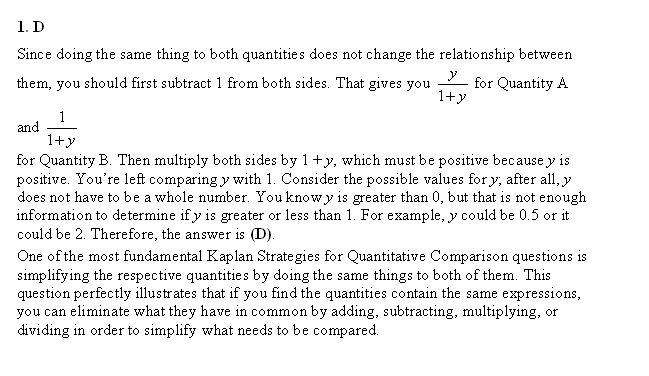 1. D
Since doing the same thing to both quantities does not change the relationship between
them, you should first subtract 1 from both sides. That gives you y/(1+y) for Quantity A
and 1/(1+y)
for Quantity B. Then multiply both sides by 1 +y, which must be positive because y is
positive. You're left comparing y with 1. Consider the possible values for y; after all, y
does not have to be a whole number. You know y is greater than 0, but that is not enough
information to determine if y is greater or less than 1. For example, y could be 0.5 or it
could be 2. Therefore, the answer is (D).
One of the most fundamental Kaplan Strategies for Quantitative Comparison questions is
simplifying the respective quantities by doing the same things to both of them. This
question perfectly illustrates that if you find the quantities contain the same expressions,
you can eliminate what they have in common by adding, subtracting, multiplying, or
dividing in order to simplify what needs to be compared.